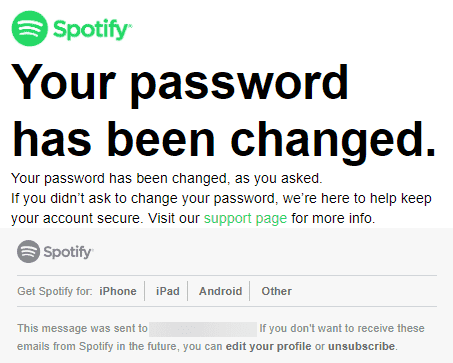 Spotify®
Your password
has been changed.
Your password has been changed, as you asked.
If you didn’t ask to change your password, we’re here to help keep
your account secure. Visit our support page for more info.
Spotify®
Get Spotify for: iPhone iPad Android Other
This message was sent to If you don't want to receive these
emails from Spotify in the future, you can edit your profile or unsubscribe.